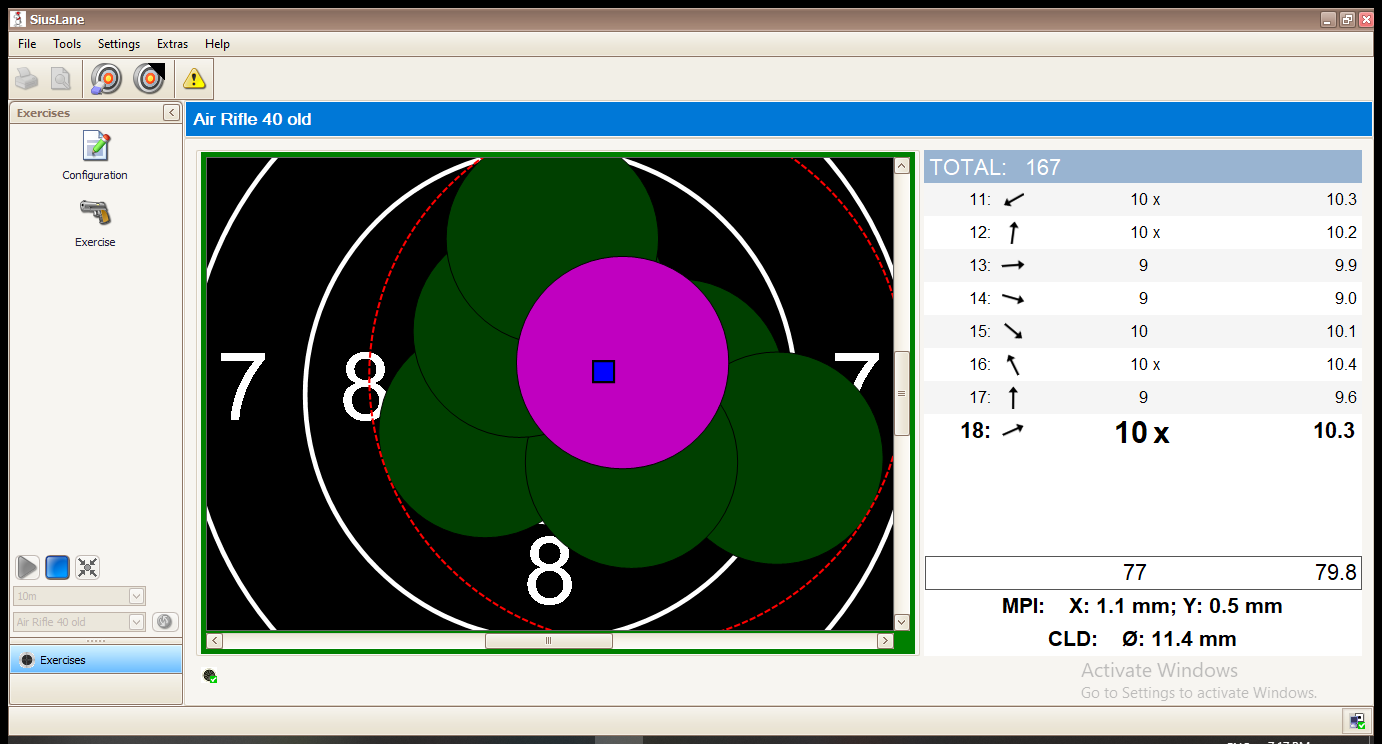 SiusLane
File Tools Settings Extras Help
Exercises
Configuration
Exercise
10m
Air Rifle 40 old
Exercises
Air Rifle 40 old
7 8 7
8
TOTAL: 167
11: 10 x 10.3
12: 10 x 10.2
13: 9 9.9
14: 9 9.0
15: 10 10.1
16: 10 x 10.4
17: 9 9.6
18: 10 x 10.3
77 79.8
MPI: X: 1.1 mm; Y: 0.5 mm
CLD: Ø: 11.4 mm
Activate Windows
Go to Settings to activate Windows.